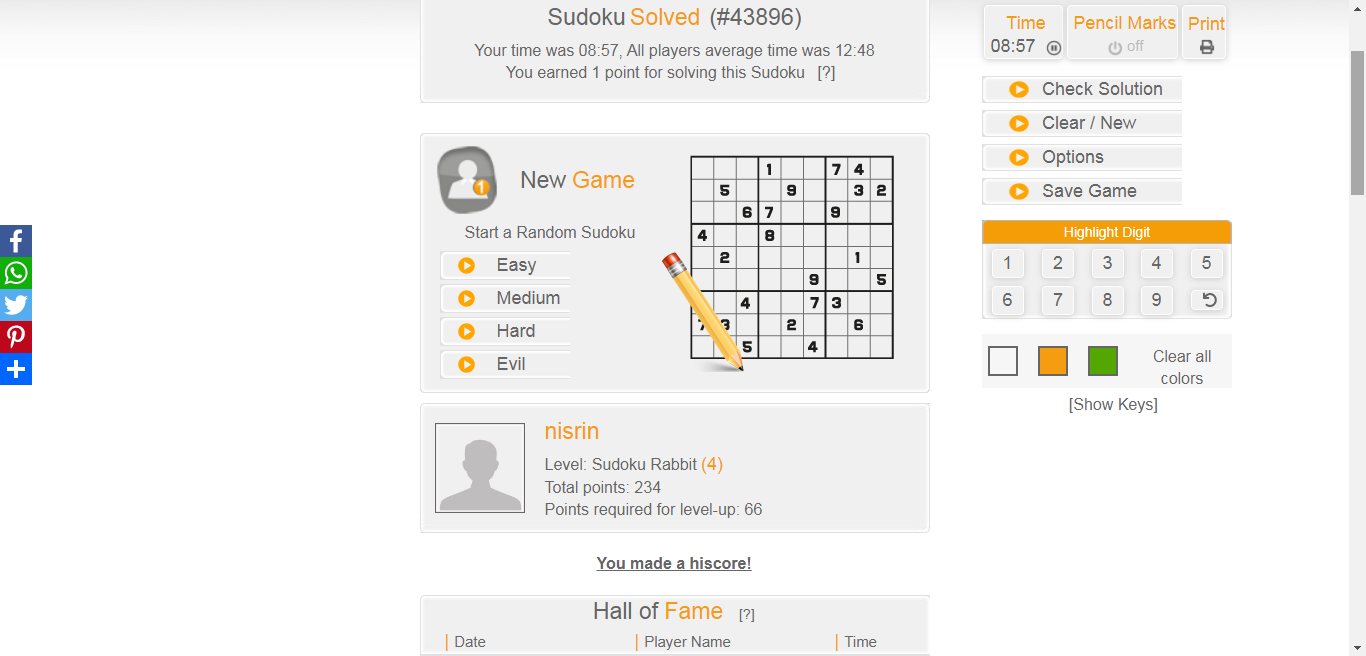 Sudoku Solved (#43896)
Your time was 08:57, All players average time was 12:48
You earned 1 point for solving this Sudoku [?]
New Game
1
Start a Random Sudoku
Easy
Medium
Hard
Evil
1 7 4
5 9 3 2
6 7 9
4 8
2 1
9 5
4 7 3
7 3 2 6
5 4
nisrin
Level: Sudoku Rabbit (4)
Total points: 234
Points required for level-up: 66
You made a hiscore!
Hall of Fame [?]
Date Player Name Time
Time
08:57
Pencil Marks
off
Print
Check Solution
Clear / New
Options
Save Game
Highlight Digit
1 2 3 4 5
6 7 8 9
Clear all
colors
[Show Keys]